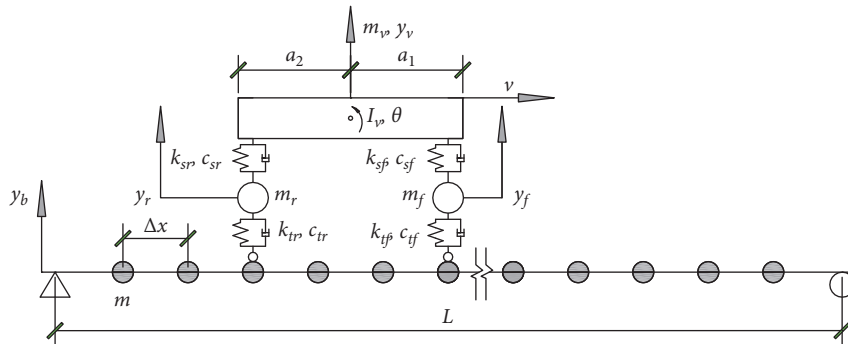 m_v, y_v
a_2
a_1
v
I_v, θ
k_sr, c_sr
k_sf, c_sf
y_b
y_r
m_r
m_f
y_f
Δx
k_tr, c_tr
k_tf, c_tf
m
L